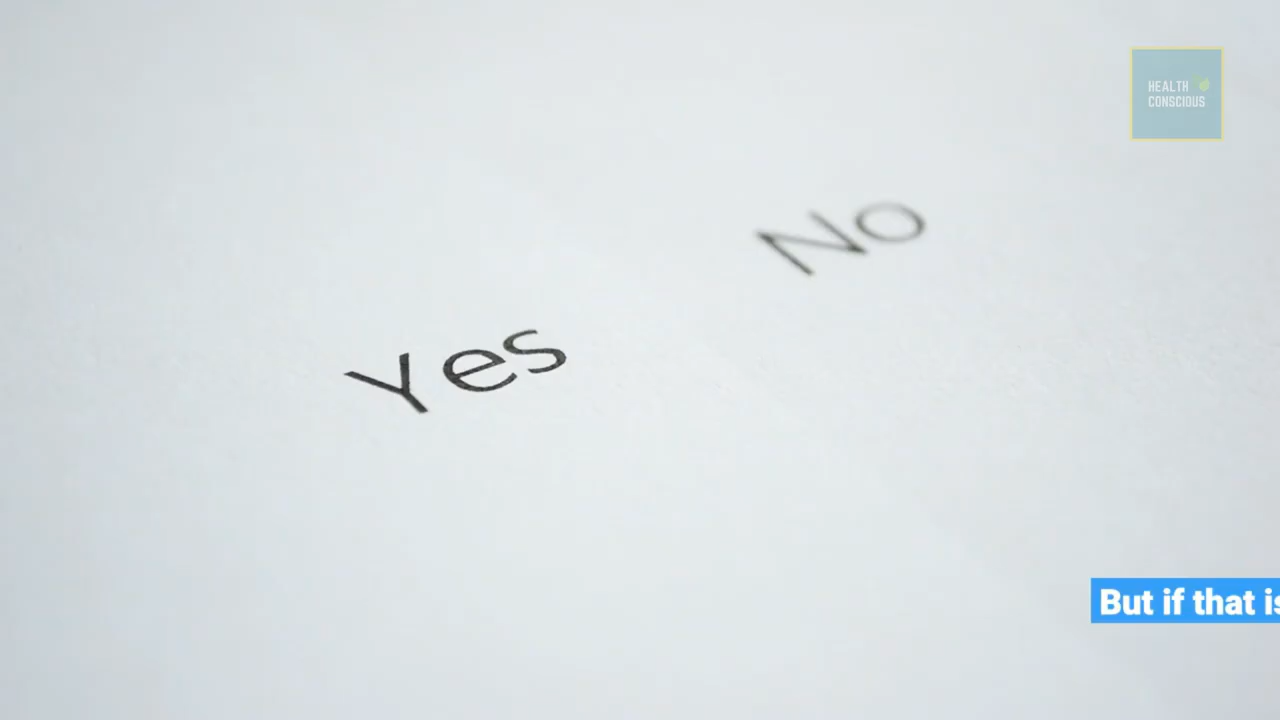 HEALTH
CONSCIOUS
No
Yes
But if that is